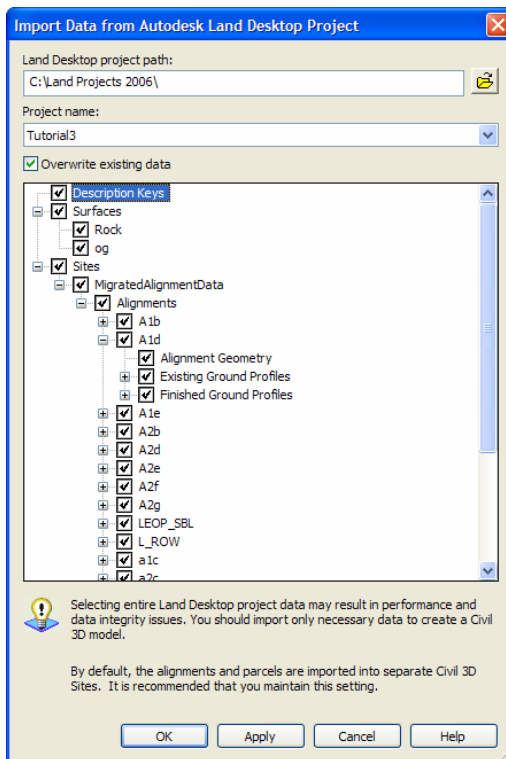 Import Data from Autodesk Land Desktop Project
Land Desktop project path:
C:\Land Projects 2006\
Project name:
Tutorial3
Overwrite existing data
Description Keys
Surfaces
Rock
og
Sites
MigratedAlignmentData
Alignments
A1b
A1d
Alignment Geometry
Existing Ground Profiles
Finished Ground Profiles
A1e
A2b
A2d
A2e
A2f
A2g
LEOP_SBL
L_ROW
a1c
a2c
Selecting entire Land Desktop project data may result in performance and
data integrity issues. You should import only necessary data to create a Civil
3D model.
By default, the alignments and parcels are imported into separate Civil 3D
Sites. It is recommended that you maintain this setting.
OK
Apply
Cancel
Help